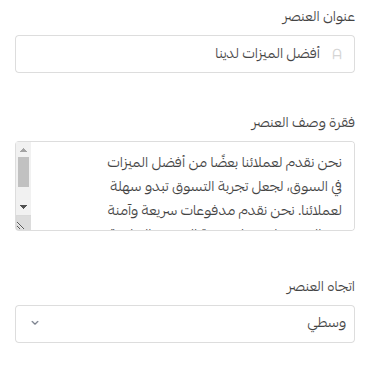 عنوان العنصر
أفضل الميزات لدينا
فقرة وصف العنصر
نحن نقدم لعملائنا بعضًا من أفضل الميزات
في السوق، لجعل تجربة التسوق تبدو سهلة
لعملائنا. نحن نقدم مدفوعات سريعة وآمنة
اتجاه العنصر
وسطي